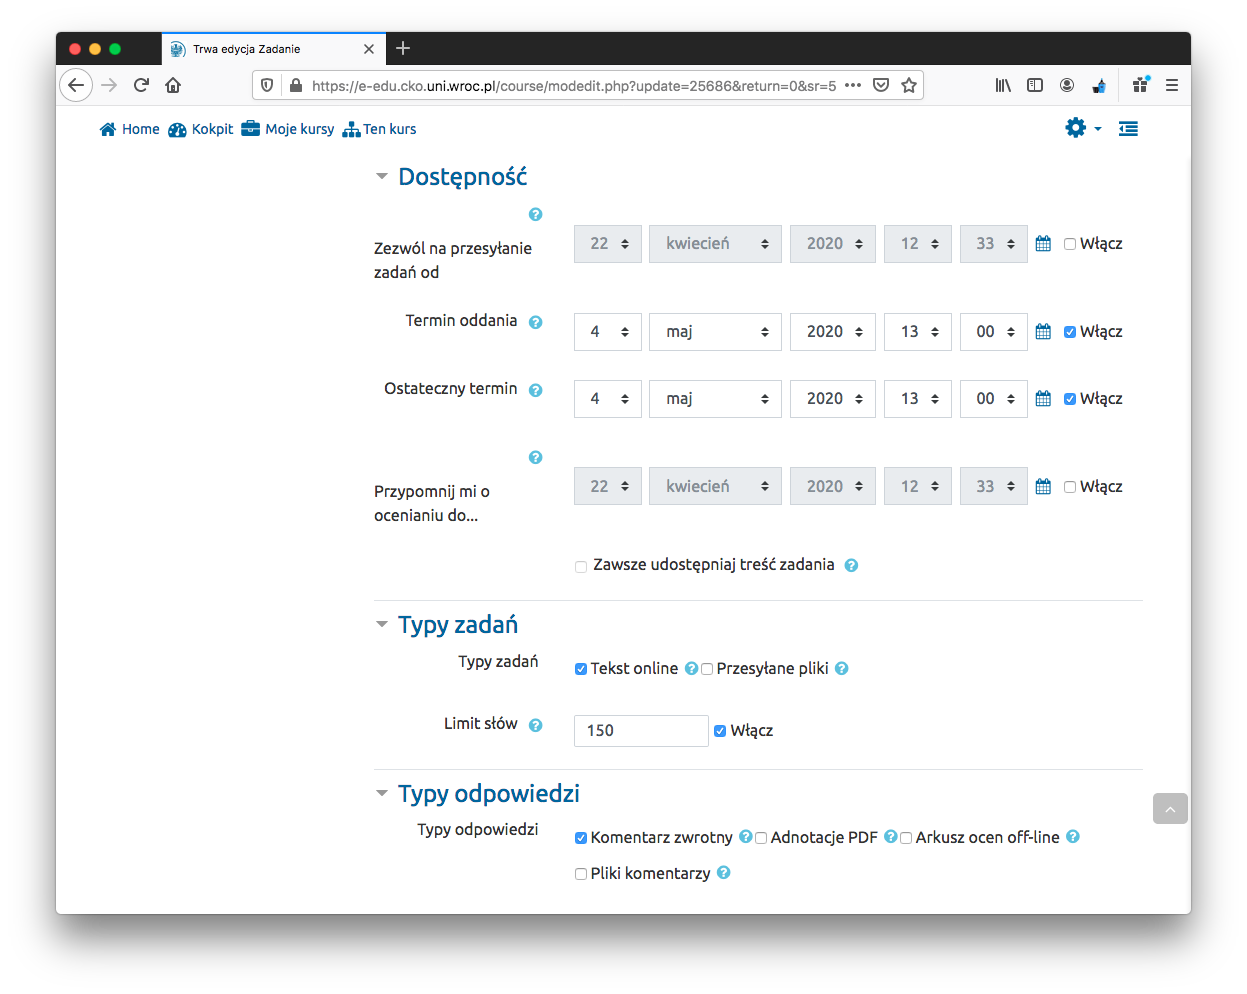 Trwa edycja Zadanie
https://e-edu.cko.uni.wroc.pl/course/modedit.php?update=25686&return=0&sr=5
Home Kokpit Moje kursy Ten kurs
Dostępność
Zezwól na przesyłanie zadań od
22 kwiecień 2020 12 33 Włącz
Termin oddania 4 maj 2020 13 00 Włącz
Ostateczny termin 4 maj 2020 13 00 Włącz
Przypomnij mi o ocenianiu do...
22 kwiecień 2020 12 33 Włącz
Zawsze udostępniaj treść zadania
Typy zadań
Typy zadań Tekst online Przesyłane pliki
Limit słów 150 Włącz
Typy odpowiedzi
Typy odpowiedzi Komentarz zwrotny Adnotacje PDF Arkusz ocen off-line
Pliki komentarzy